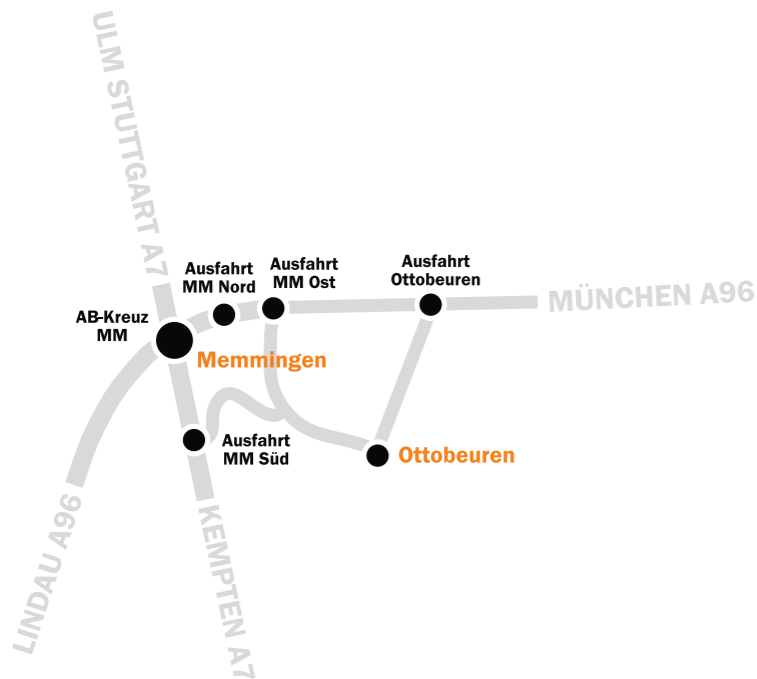 ULM STUTTGART A7
Ausfahrt
MM Nord
Ausfahrt
MM Ost
Ausfahrt
Ottobeuren
MÜNCHEN A96
AB-Kreuz
MM
Memmingen
Ausfahrt
MM Süd
Ottobeuren
LINDAU A96
KEMPTEN A7